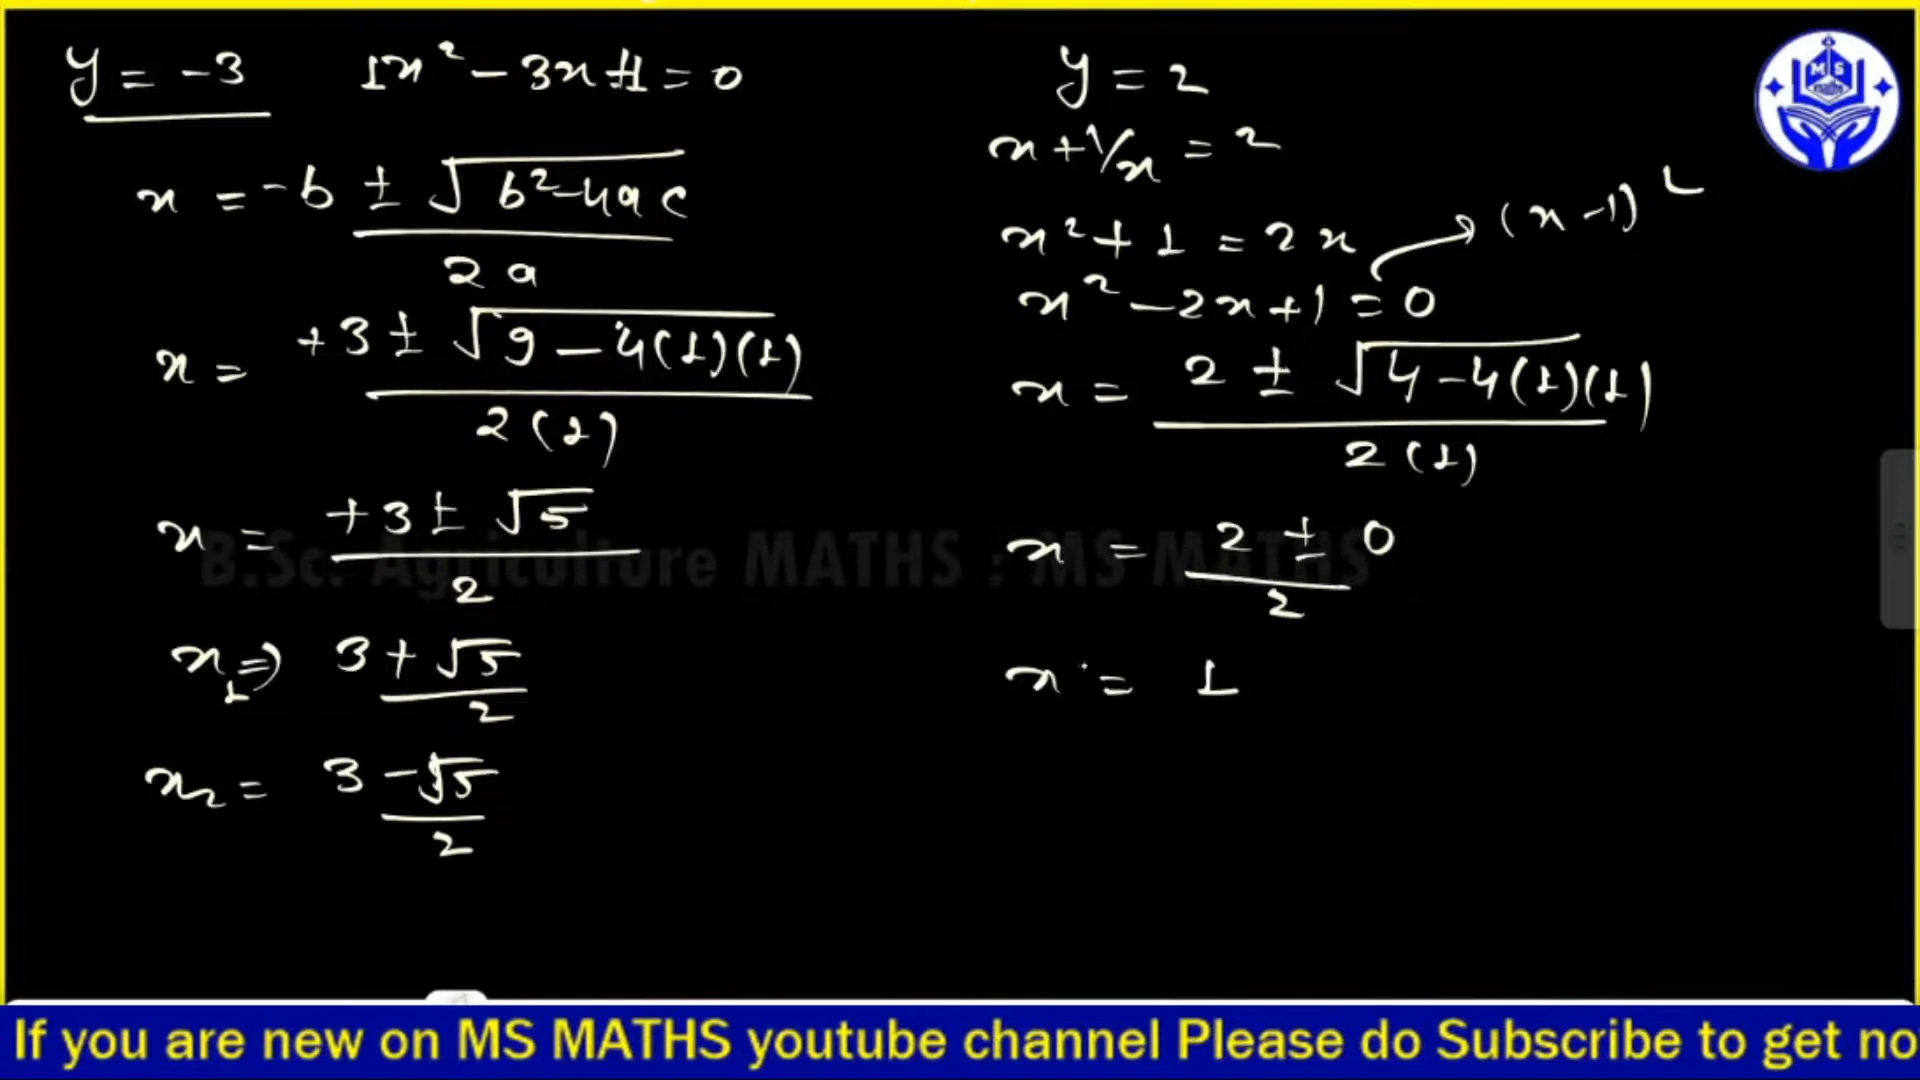 y = -3    1x² - 3x + 1 = 0
x = -b ± √(b² - 4ac) / 2a
x = +3 ± √(9 - 4(1)(1)) / 2(1)
x = +3 ± √5 / 2
x₁ ⇒ 3 + √5 / 2
x₂ = 3 - √5 / 2
y = 2
x + 1/x = 2
x² + 1 = 2x
x² - 2x + 1 = 0 → (x - 1)²
x = 2 ± √(4 - 4(1)(1)) / 2(1)
x = 2 ± 0 / 2
x = 1
MS
maths
B.Sc. Agriculture MATHS : MS MATHS
If you are new on MS MATHS youtube channel Please do Subscribe to get no